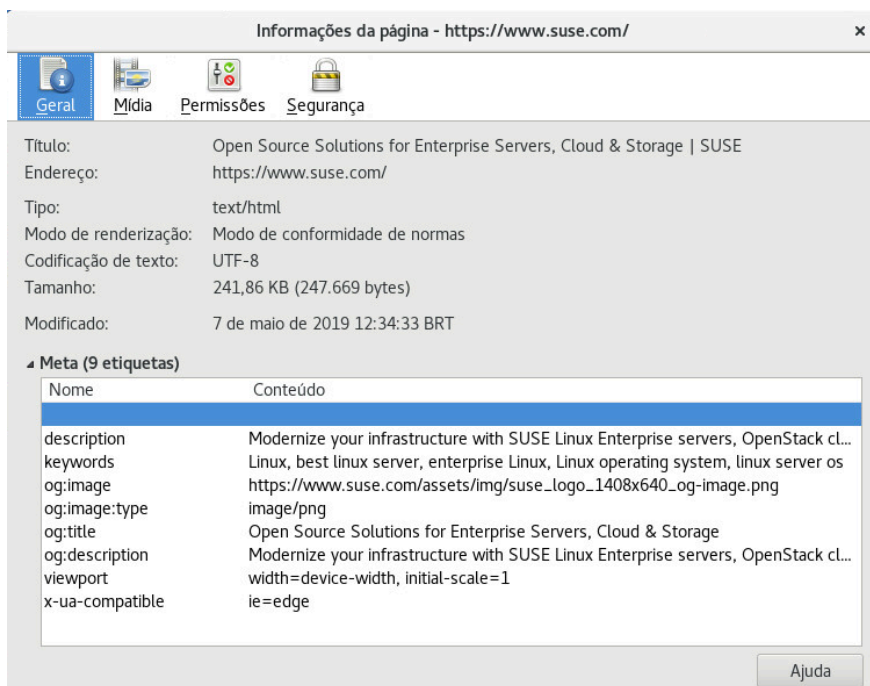 Informações da página - https://www.suse.com/ ×
Geral Mídia Permissões Segurança
Título: Open Source Solutions for Enterprise Servers, Cloud & Storage | SUSE
Endereço: https://www.suse.com/
Tipo: text/html
Modo de renderização: Modo de conformidade de normas
Codificação de texto: UTF-8
Tamanho: 241,86 KB (247.669 bytes)
Modificado: 7 de maio de 2019 12:34:33 BRT
Meta (9 etiquetas)
Nome Conteúdo
description Modernize your infrastructure with SUSE Linux Enterprise servers, OpenStack cl...
keywords Linux, best linux server, enterprise Linux, Linux operating system, linux server os
og:image https://www.suse.com/assets/img/suse_logo_1408x640_og-image.png
og:image:type image/png
og:title Open Source Solutions for Enterprise Servers, Cloud & Storage
og:description Modernize your infrastructure with SUSE Linux Enterprise servers, OpenStack cl...
viewport width=device-width, initial-scale=1
x-ua-compatible ie=edge
Ajuda